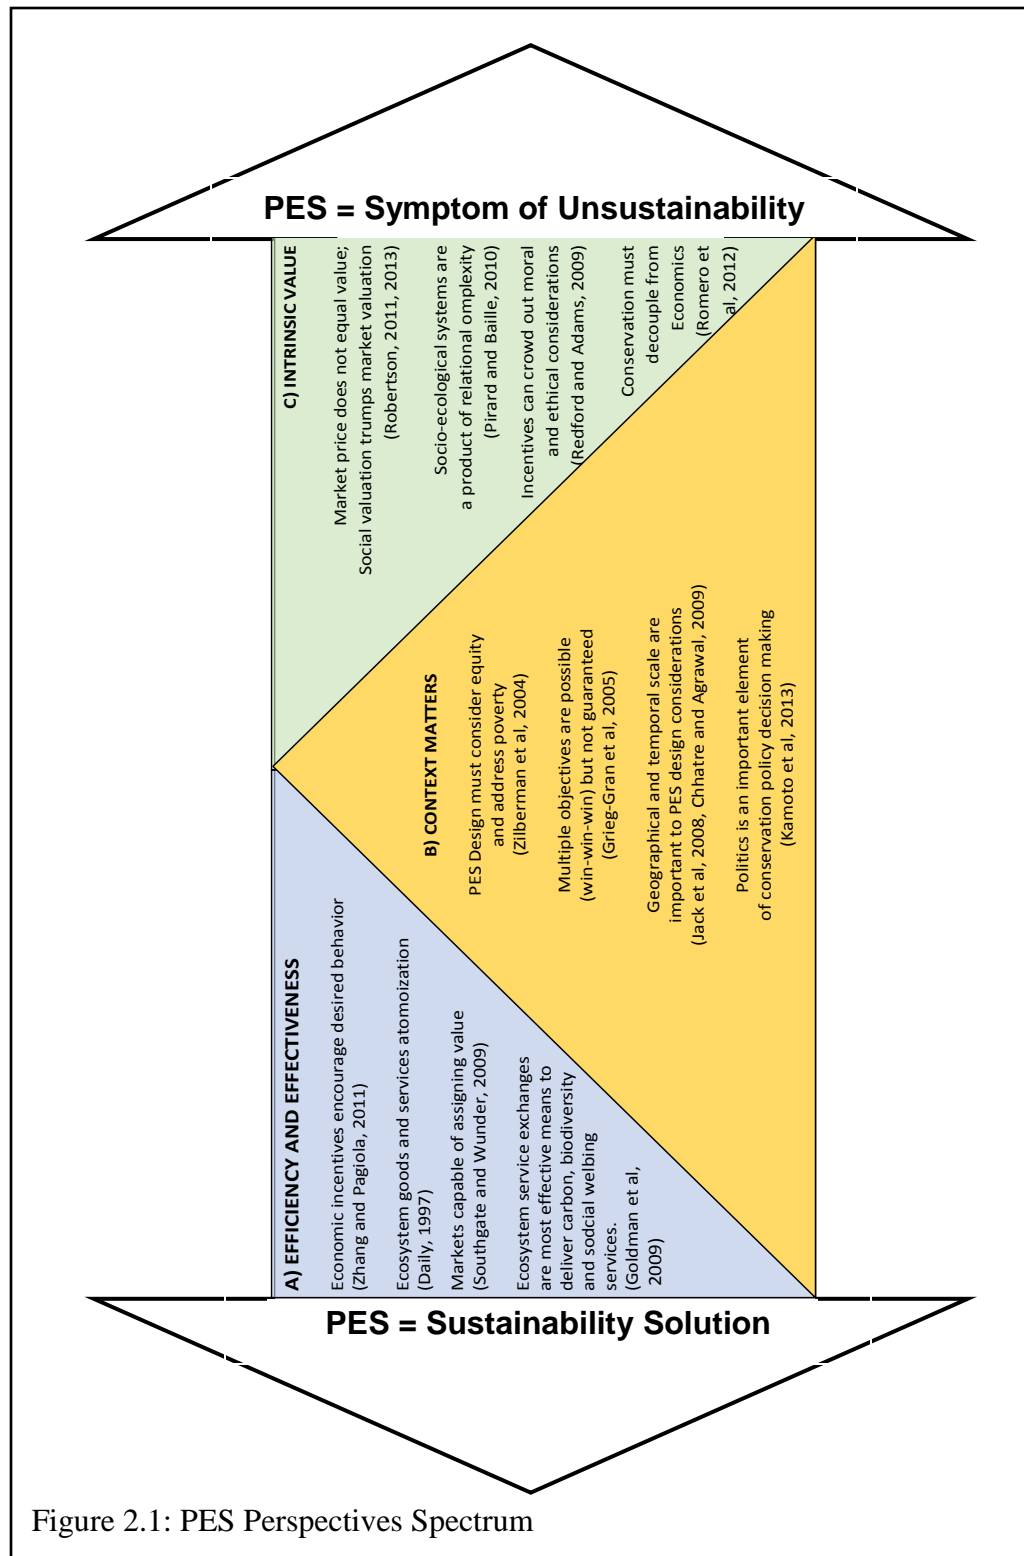 PES = Symptom of Unsustainability
C) INTRINSIC VALUE
Market price does not equal value;
Social valuation trumps market valuation
(Robertson, 2011, 2013)
Socio-ecological systems are
a product of relational omplexity
(Pirard and Baille, 2010)
Incentives can crowd out moral
and ethical considerations
(Redford and Adams, 2009)
Conservation must
decouple from
Economics
(Romero et
al, 2012)
B) CONTEXT MATTERS
PES Design must consider equity
and address poverty
(Zilberman et al, 2004)
Multiple objectives are possible
(win-win-win) but not guaranteed
(Grieg-Gran et al, 2005)
Geographical and temporal scale are
important to PES design considerations
(Jack et al, 2008, Chhatre and Agrawal, 2009)
Politics is an important element
of conservation policy decision making
(Kamoto et al, 2013)
A) EFFICIENCY AND EFFECTIVENESS
Economic incentives encourage desired behavior
(Zhang and Pagiola, 2011)
Ecosystem goods and services atomoization
(Daily, 1997)
Markets capable of assigning value
(Southgate and Wunder, 2009)
Ecosystem service exchanges
are most effective means to
deliver carbon, biodiversity
and sodcial welbing
services.
(Goldman et al,
2009)
PES = Sustainability Solution
Figure 2.1: PES Perspectives Spectrum